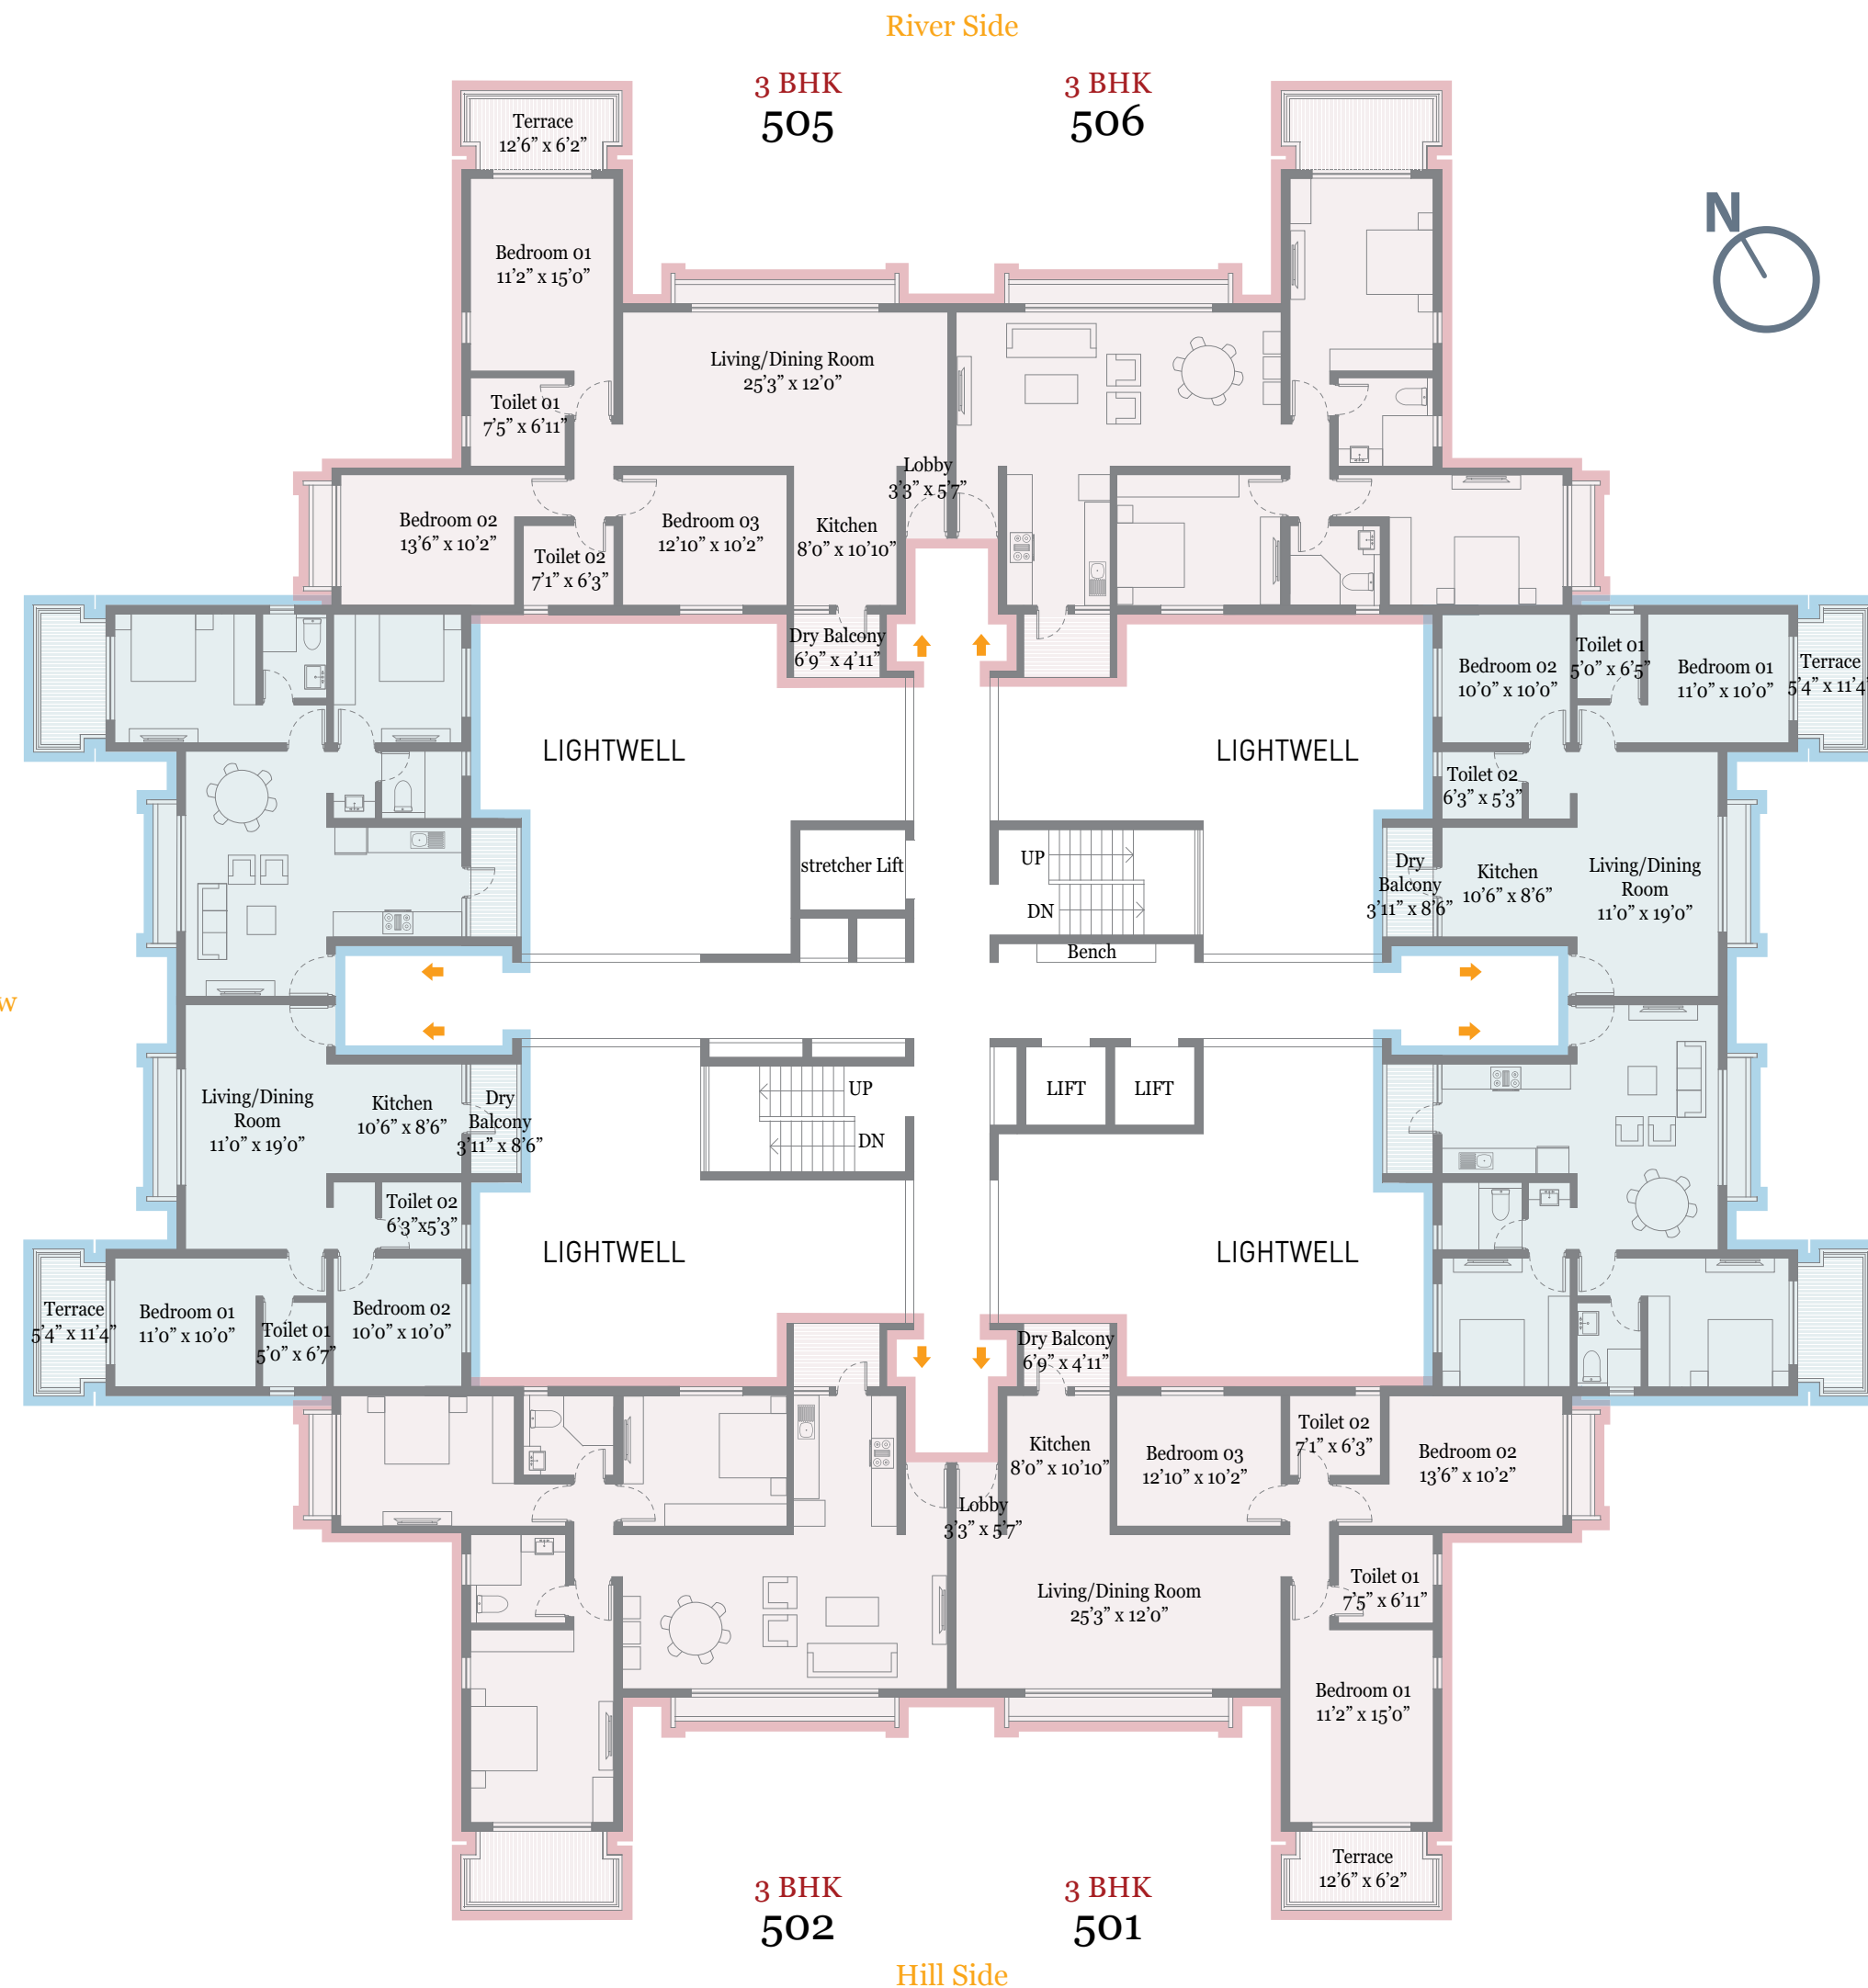 River Side
3 BHK
505
3 BHK
506
N
Terrace
12’6” x 6’2”
Bedroom 01
11’2” x 15’0”
Living/Dining Room
25’3” x 12’0”
Toilet 01
7’5” x 6’11”
Lobby
3’3” x 5’7”
Bedroom 02
13’6” x 10’2”
Toilet 02
7’1” x 6’3”
Bedroom 03
12’10” x 10’2”
Kitchen
8’0” x 10’10”
Dry Balcony
6’9” x 4’11”
Bedroom 02
10’0” x 10’0”
Toilet 01
5’0” x 6’5”
Bedroom 01
11’0” x 10’0”
Terrace
5’4” x 11’4”
LIGHTWELL
LIGHTWELL
Toilet 02
6’3” x 5’3”
stretcher Lift
UP
DN
Bench
Dry
Balcony
3’11” x 8’6”
Kitchen
10’6” x 8’6”
Living/Dining
Room
11’0” x 19’0”
w
Living/Dining
Room
11’0” x 19’0”
Kitchen
10’6” x 8’6”
Dry
Balcony
3’11” x 8’6”
UP
DN
LIFT
LIFT
Toilet 02
6’3”x5’3”
LIGHTWELL
LIGHTWELL
Terrace
5’4” x 11’4”
Bedroom 01
11’0” x 10’0”
Toilet 01
5’0” x 6’7”
Bedroom 02
10’0” x 10’0”
Dry Balcony
6’9” x 4’11”
Kitchen
8’0” x 10’10”
Bedroom 03
12’10” x 10’2”
Toilet 02
7’1” x 6’3”
Bedroom 02
13’6” x 10’2”
Lobby
3’3” x 5’7”
Living/Dining Room
25’3” x 12’0”
Toilet 01
7’5” x 6’11”
Bedroom 01
11’2” x 15’0”
Terrace
12’6” x 6’2”
3 BHK
502
3 BHK
501
Hill Side